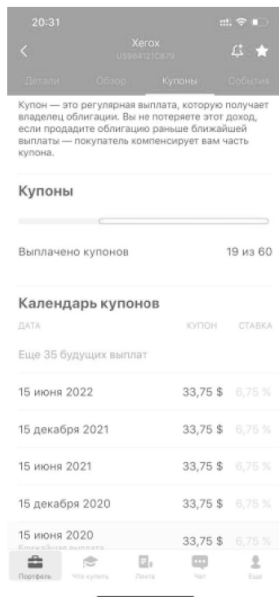 20:31
Xerox
US984121CB79
Детали Обзор Купоны События
Купон — это регулярная выплата, которую получает
владелец облигации. Вы не потеряете этот доход,
если продадите облигацию раньше ближайшей
выплаты — покупатель компенсирует вам часть
купона.
Купоны
Выплачено купонов 19 из 60
Календарь купонов
ДАТА КУПОН СТАВКА
Еще 35 будущих выплат
15 июня 2022 33,75 $ 6,75 %
15 декабря 2021 33,75 $ 6,75 %
15 июня 2021 33,75 $ 6,75 %
15 декабря 2020 33,75 $ 6,75 %
15 июня 2020 33,75 $ 6,75 %
Ближайшая выплата
Портфель Что купить Лента Чат Еще